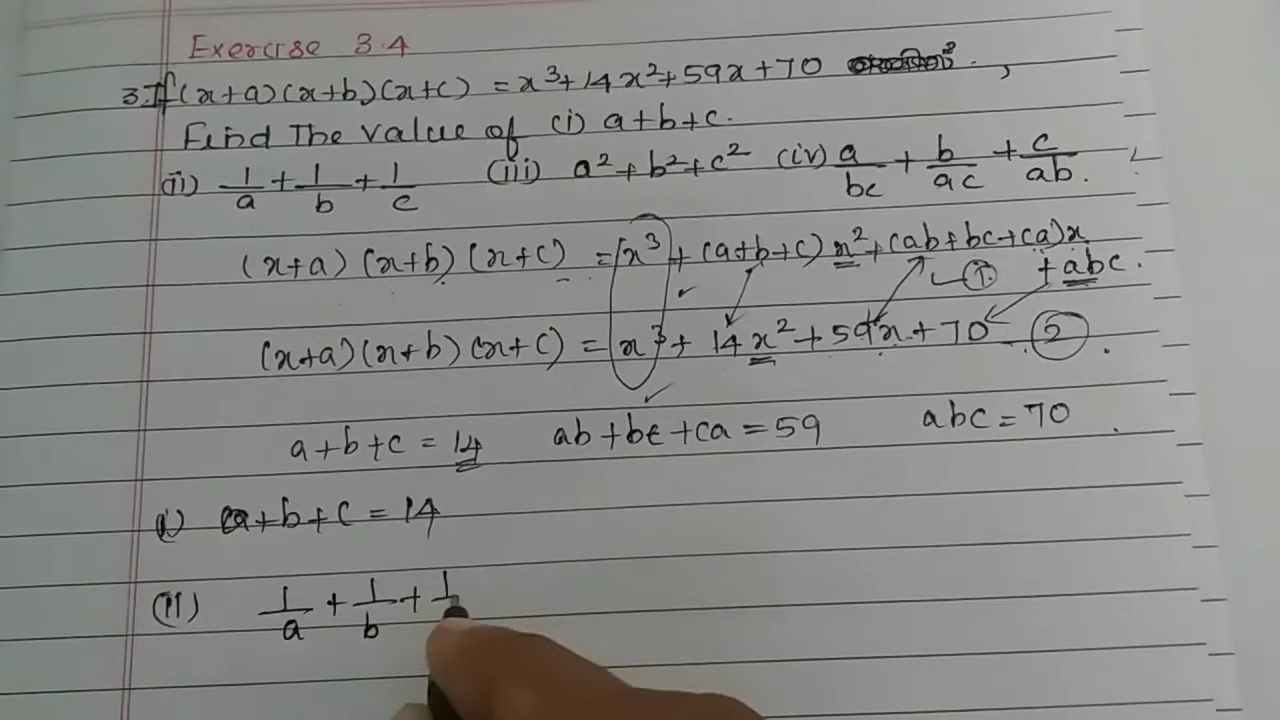 Exercise 3.4
3. If (x+a)(x+b)(x+c) = x³+14x²+59x+70 ,
Find The value of (i) a+b+c.
(ii) 1/a + 1/b + 1/c (iii) a²+b²+c² (iv) a/bc + b/ac + c/ab.
(x+a)(x+b)(x+c) = x³+(a+b+c)x²+(ab+bc+ca)x
①
+abc.
(x+a)(x+b)(x+c) = x³+14x²+59x+70 ②.
a+b+c = 14 ab+bc+ca = 59 abc = 70.
(i) a+b+c = 14
(ii) 1/a + 1/b + 1